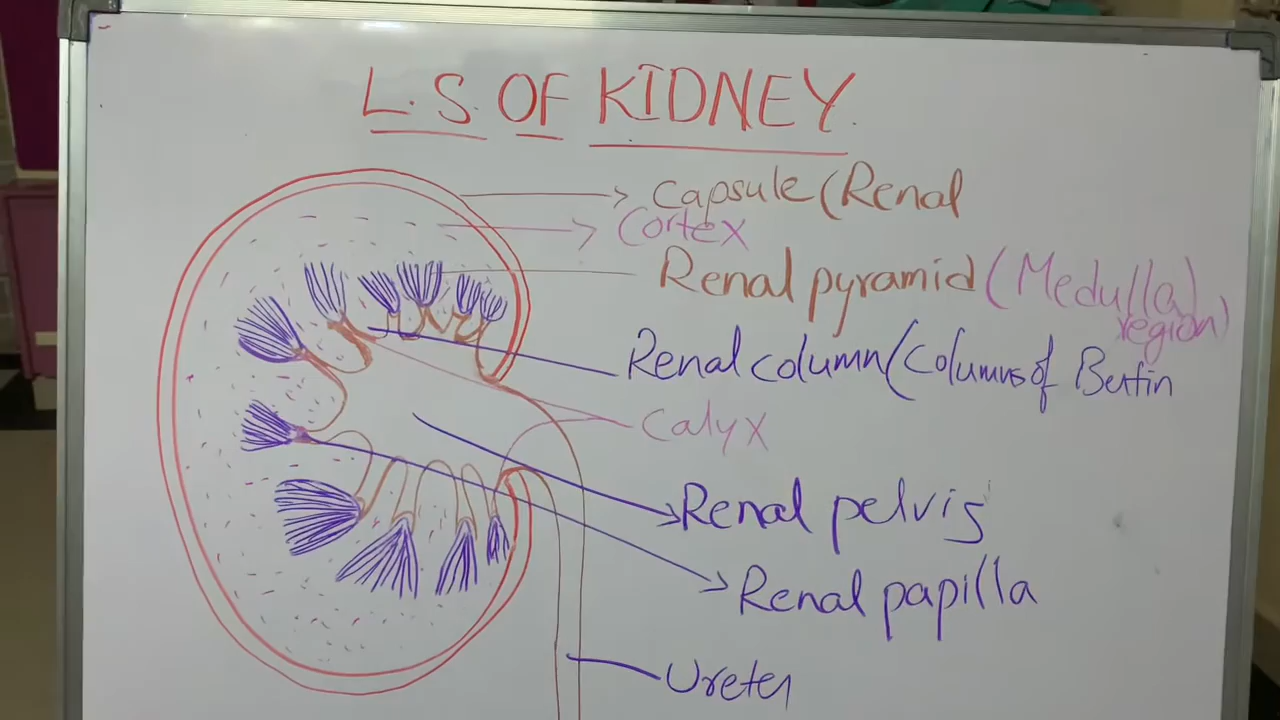 L.S. OF KIDNEY.
Capsule (Renal
Cortex
Renal pyramid (Medulla)
region)
Renal column (Columns of Bertin
Calyx
Renal pelvis
Renal papilla
Ureter